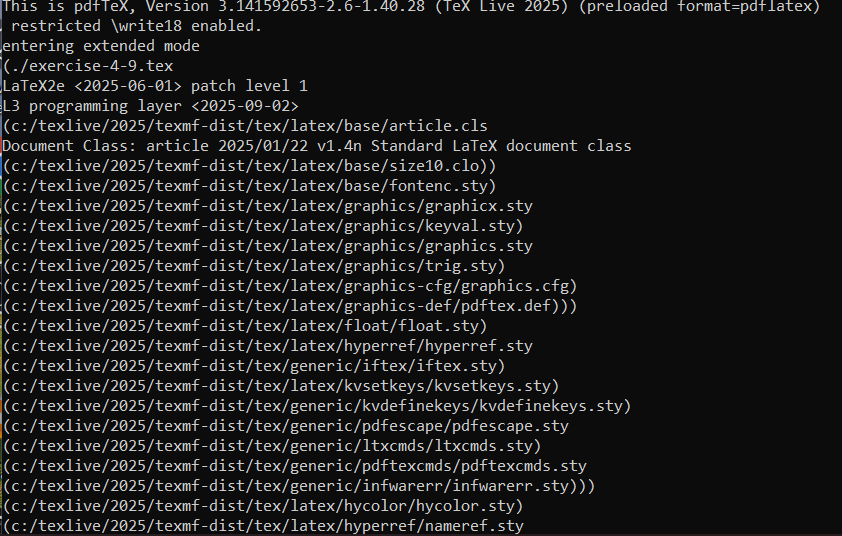 This is pdfTeX, Version 3.141592653-2.6-1.40.28 (TeX Live 2025) (preloaded format=pdflatex)
 restricted \write18 enabled.
entering extended mode
(./exercise-4-9.tex
LaTeX2e <2025-06-01> patch level 1
L3 programming layer <2025-09-02>
(c:/texlive/2025/texmf-dist/tex/latex/base/article.cls
Document Class: article 2025/01/22 v1.4n Standard LaTeX document class
(c:/texlive/2025/texmf-dist/tex/latex/base/size10.clo))
(c:/texlive/2025/texmf-dist/tex/latex/base/fontenc.sty)
(c:/texlive/2025/texmf-dist/tex/latex/graphics/graphicx.sty
(c:/texlive/2025/texmf-dist/tex/latex/graphics/keyval.sty)
(c:/texlive/2025/texmf-dist/tex/latex/graphics/graphics.sty
(c:/texlive/2025/texmf-dist/tex/latex/graphics/trig.sty)
(c:/texlive/2025/texmf-dist/tex/latex/graphics-cfg/graphics.cfg)
(c:/texlive/2025/texmf-dist/tex/latex/graphics-def/pdftex.def)))
(c:/texlive/2025/texmf-dist/tex/latex/float/float.sty)
(c:/texlive/2025/texmf-dist/tex/latex/hyperref/hyperref.sty
(c:/texlive/2025/texmf-dist/tex/generic/iftex/iftex.sty)
(c:/texlive/2025/texmf-dist/tex/latex/kvsetkeys/kvsetkeys.sty)
(c:/texlive/2025/texmf-dist/tex/generic/kvdefinekeys/kvdefinekeys.sty)
(c:/texlive/2025/texmf-dist/tex/generic/pdfescape/pdfescape.sty
(c:/texlive/2025/texmf-dist/tex/generic/ltxcmds/ltxcmds.sty)
(c:/texlive/2025/texmf-dist/tex/generic/pdftexcmds/pdftexcmds.sty
(c:/texlive/2025/texmf-dist/tex/generic/infwarerr/infwarerr.sty)))
(c:/texlive/2025/texmf-dist/tex/latex/hycolor/hycolor.sty)
(c:/texlive/2025/texmf-dist/tex/latex/hyperref/nameref.sty